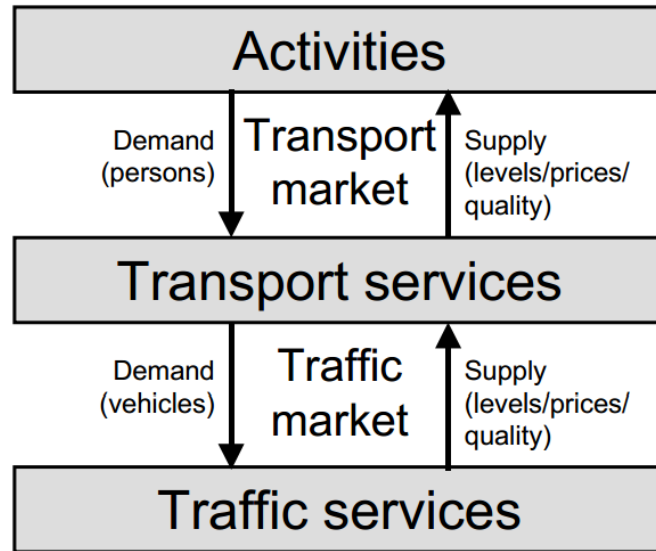 Activities
Demand
(persons)
Transport
market
Supply
(levels/prices/
quality)
Transport services
Demand
(vehicles)
Traffic
market
Supply
(levels/prices/
quality)
Traffic services